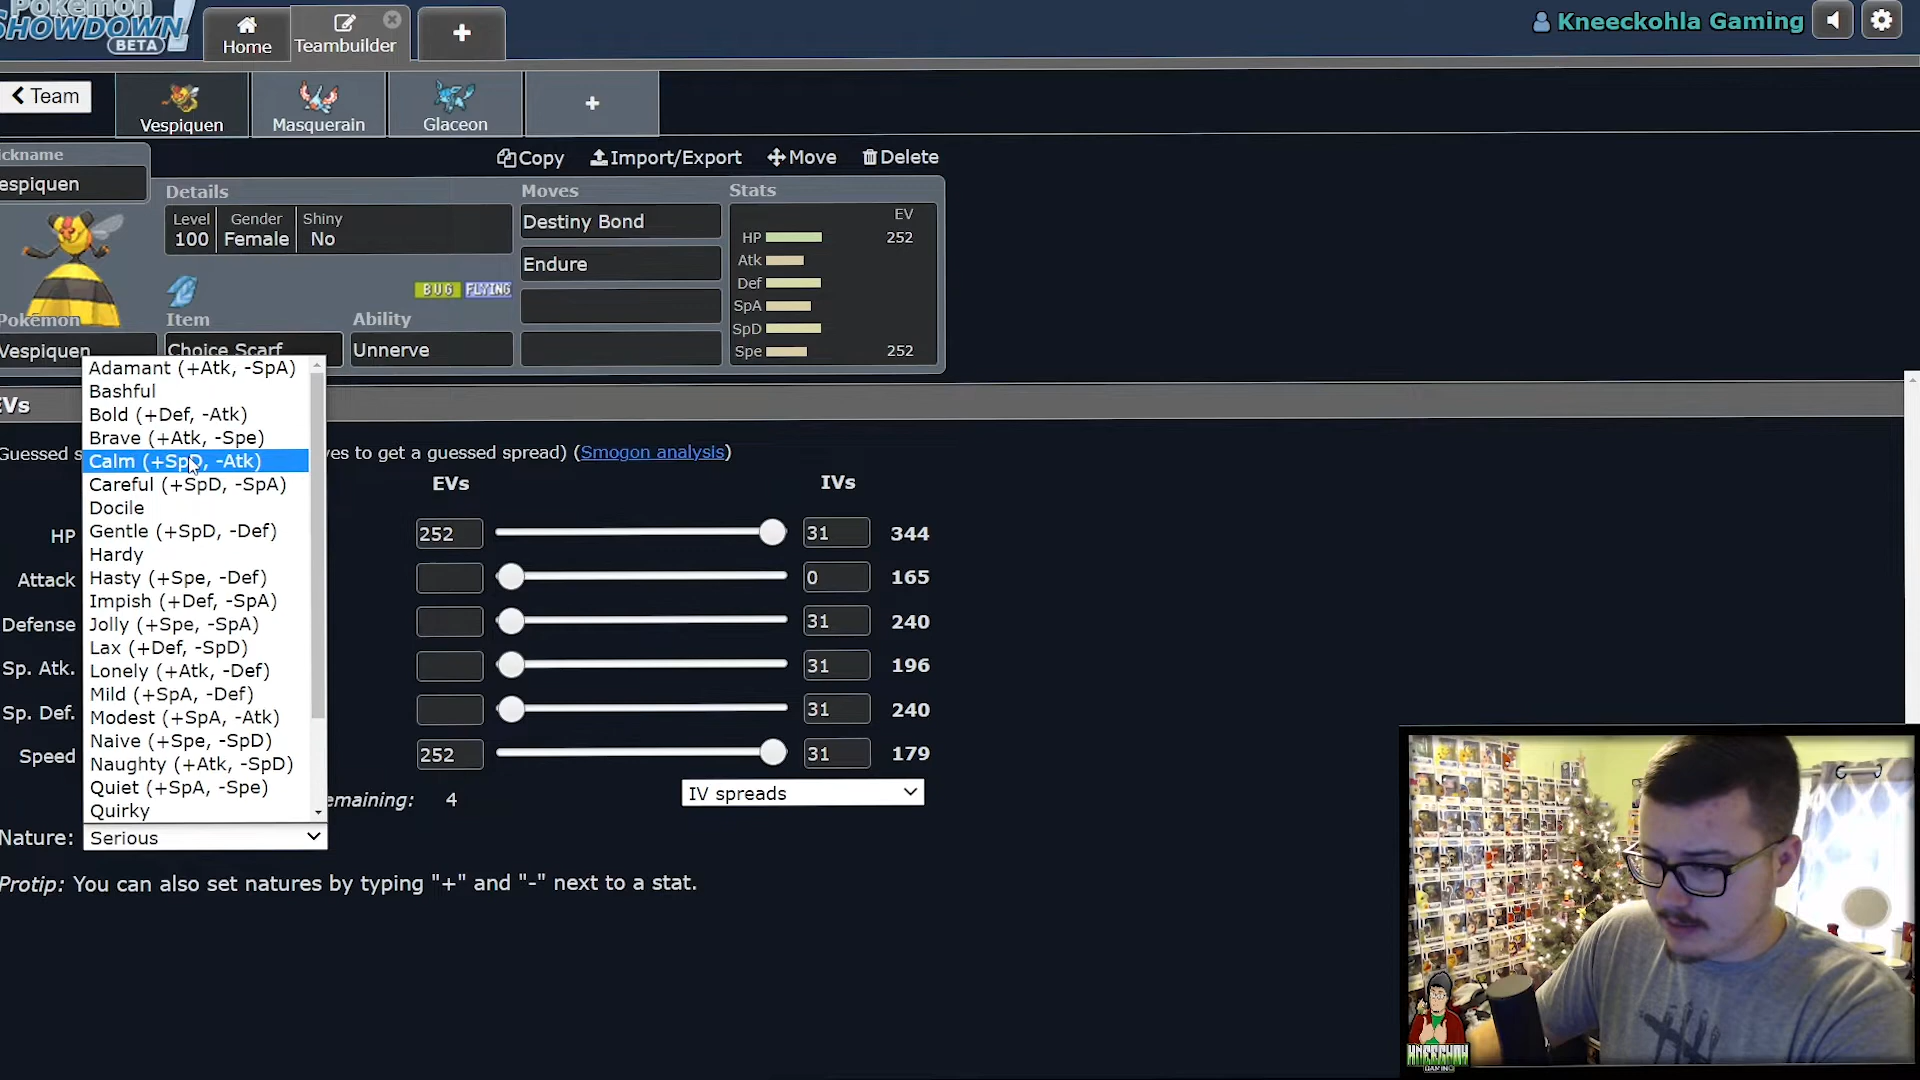 Pokémon
SHOWDOWN!
BETA
Home
Teambuilder
+
Kneeckohla Gaming
Team
Vespiquen
Masquerain
Glaceon
+
Copy
Import/Export
Move
Delete
ickname
espiquen
Details
Level
100
Gender
Female
Shiny
No
BUG FLYING
Pokémon
Vespiquen
Item
Choice Scarf
Ability
Unnerve
Moves
Destiny Bond
Endure
Stats
EV
HP 252
Atk
Def
SpA
SpD
Spe 252
EVs
Guessed s
ves to get a guessed spread) (Smogon analysis)
EVs IVs
HP 252 31 344
Attack 0 165
Defense 31 240
Sp. Atk. 31 196
Sp. Def. 31 240
Speed 252 31 179
emaining: 4
IV spreads
Adamant (+Atk, -SpA)
Bashful
Bold (+Def, -Atk)
Brave (+Atk, -Spe)
Calm (+SpD, -Atk)
Careful (+SpD, -SpA)
Docile
Gentle (+SpD, -Def)
Hardy
Hasty (+Spe, -Def)
Impish (+Def, -SpA)
Jolly (+Spe, -SpA)
Lax (+Def, -SpD)
Lonely (+Atk, -Def)
Mild (+SpA, -Def)
Modest (+SpA, -Atk)
Naive (+Spe, -SpD)
Naughty (+Atk, -SpD)
Quiet (+SpA, -Spe)
Quirky
Nature: Serious
Protip: You can also set natures by typing "+" and "-" next to a stat.
GAMING